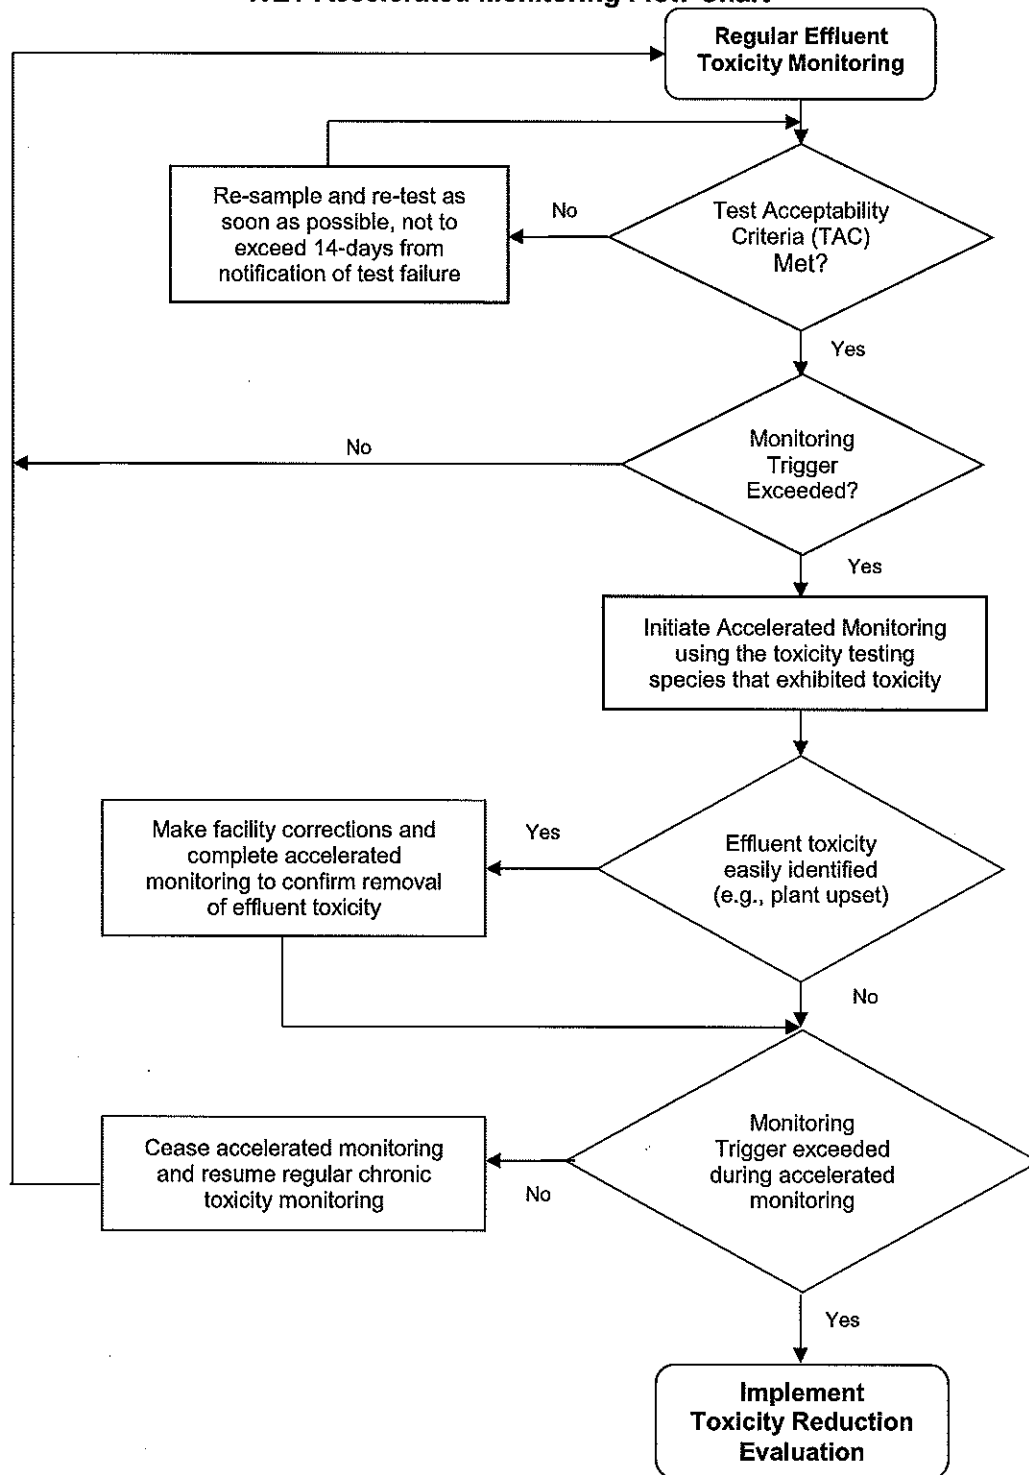 Accelerated Monitoring Flow Chart
Regular Effluent
Toxicity Monitoring
Re-sample and re-test as
soon as possible, not to
exceed 14-days from
notification of test failure
No
Test Acceptability
Criteria (TAC)
Met?
Yes
No
Monitoring
Trigger
Exceeded?
Yes
Initiate Accelerated Monitoring
using the toxicity testing
species that exhibited toxicity
Make facility corrections and
complete accelerated
monitoring to confirm removal
of effluent toxicity
Yes
Effluent toxicity
easily identified
(e.g., plant upset)
No
Cease accelerated monitoring
and resume regular chronic
toxicity monitoring
No
Monitoring
Trigger exceeded
during accelerated
monitoring
Yes
Implement
Toxicity Reduction
Evaluation